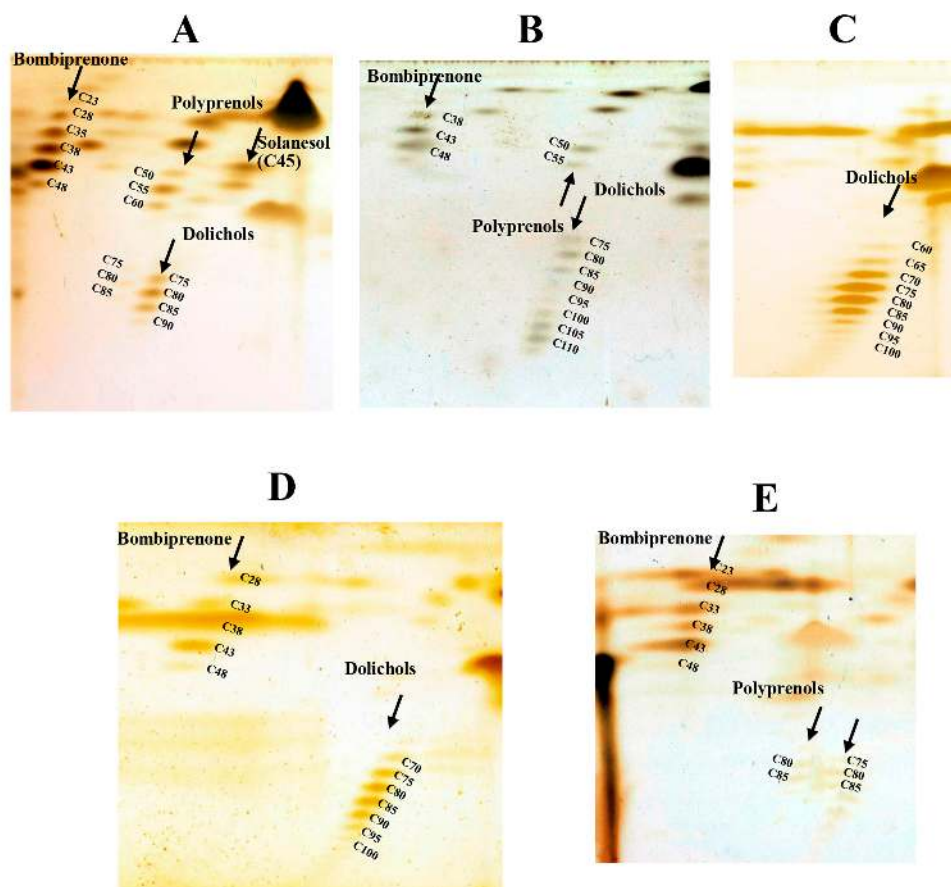 A
Bombiprenone
C23
C28
C35
C38
C43
C48
Polyprenols
Solanesol
(C45)
C50
C55
C60
Dolichols
C75
C80
C85
C75
C80
C85
C90
B
Bombiprenone
C38
C43
C48
C50
C55
Dolichols
Polyprenols
C75
C80
C85
C90
C95
C100
C105
C110
C
Dolichols
C60
C65
C70
C75
C80
C85
C90
C95
C100
D
Bombiprenone
C28
C33
C38
C43
C48
Dolichols
C70
C75
C80
C85
C90
C95
C100
E
Bombiprenone
C23
C28
C33
C38
C43
C48
Polyprenols
C80
C85
C75
C80
C85